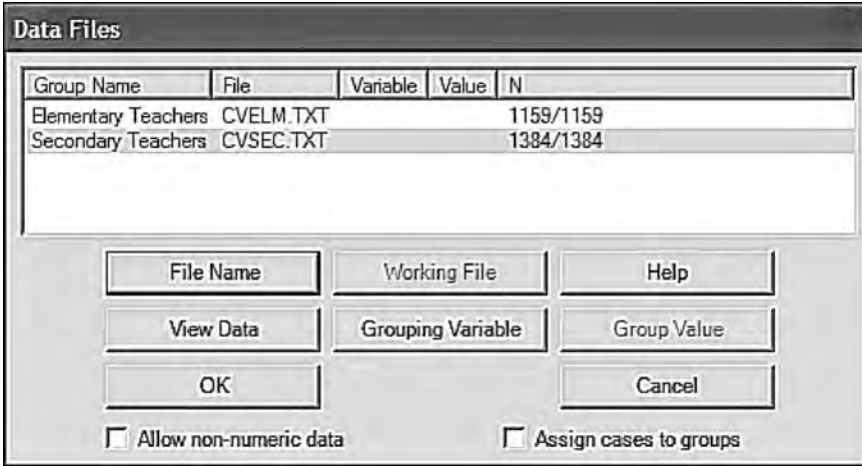 Data Files
Group Name File Variable Value N
Elementary Teachers CVELM.TXT 1159/1159
Secondary Teachers CVSEC.TXT 1384/1384
File Name Working File Help
View Data Grouping Variable Group Value
OK Cancel
Allow non-numeric data Assign cases to groups